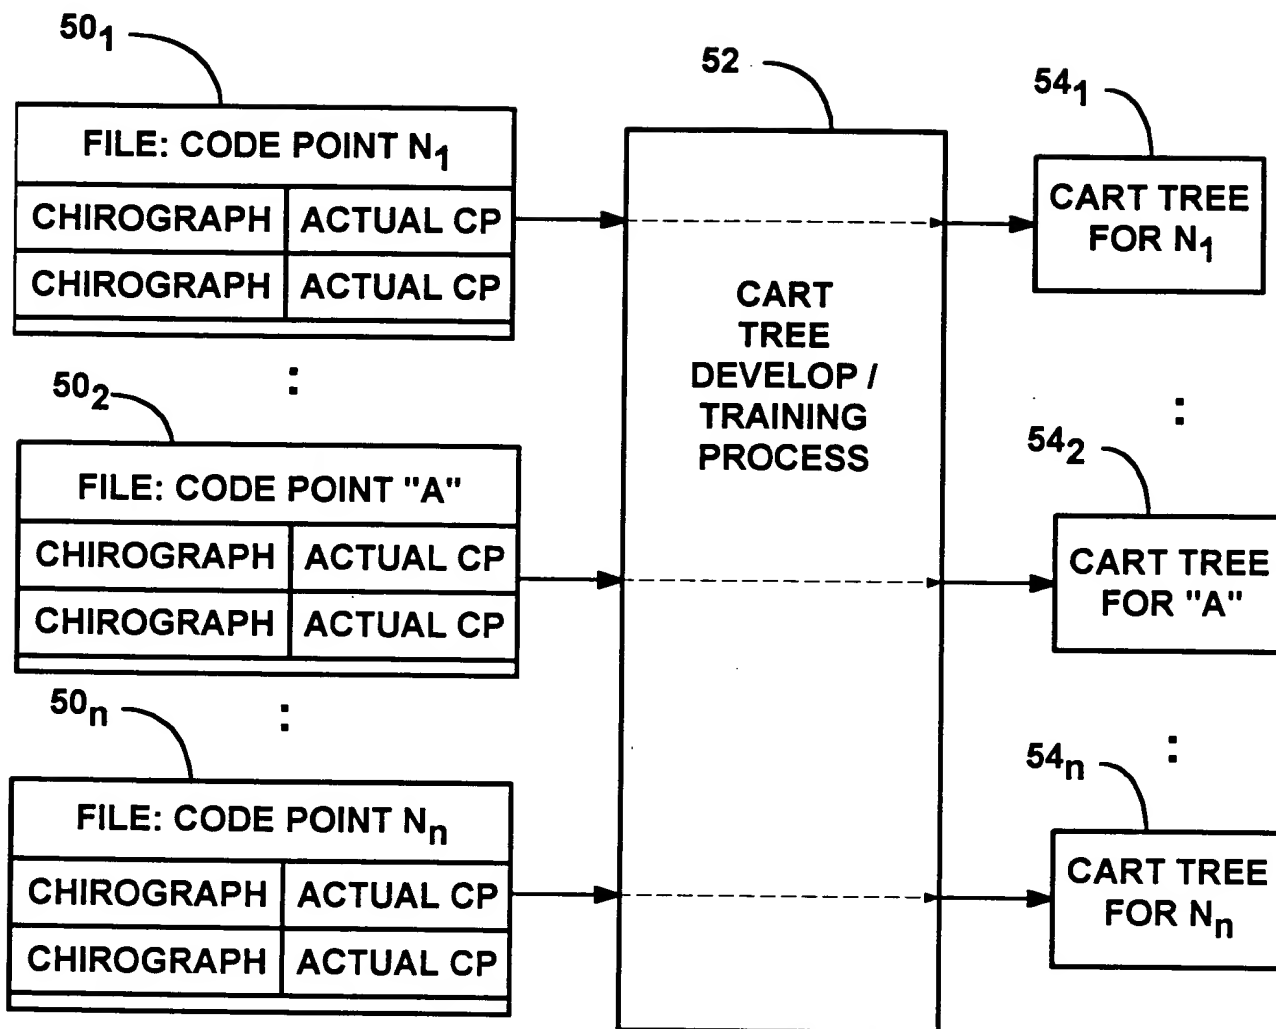 50₁
FILE: CODE POINT N₁
CHIROGRAPH ACTUAL CP
CHIROGRAPH ACTUAL CP
:
50₂
FILE: CODE POINT "A"
CHIROGRAPH ACTUAL CP
CHIROGRAPH ACTUAL CP
:
50ₙ
FILE: CODE POINT Nₙ
CHIROGRAPH ACTUAL CP
CHIROGRAPH ACTUAL CP
52
CART
TREE
DEVELOP /
TRAINING
PROCESS
54₁
CART TREE
FOR N₁
:
54₂
CART TREE
FOR "A"
:
54ₙ
CART TREE
FOR Nₙ